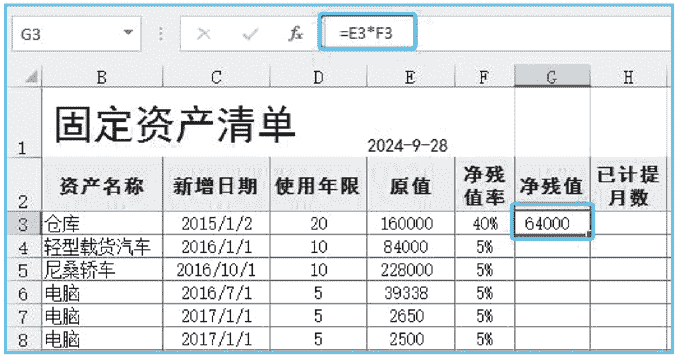 G3 fx =E3*F3
B C D E F G H
1 固定资产清单 2024-9-28
2 资产名称 新增日期 使用年限 原值 净残值率 净残值 已计提月数
3 仓库 2015/1/2 20 160000 40% 64000
4 轻型载货汽车 2016/1/1 10 84000 5%
5 尼桑轿车 2016/10/1 10 228000 5%
6 电脑 2016/7/1 5 39338 5%
7 电脑 2017/1/1 5 2650 5%
8 电脑 2017/1/1 5 2500 5%